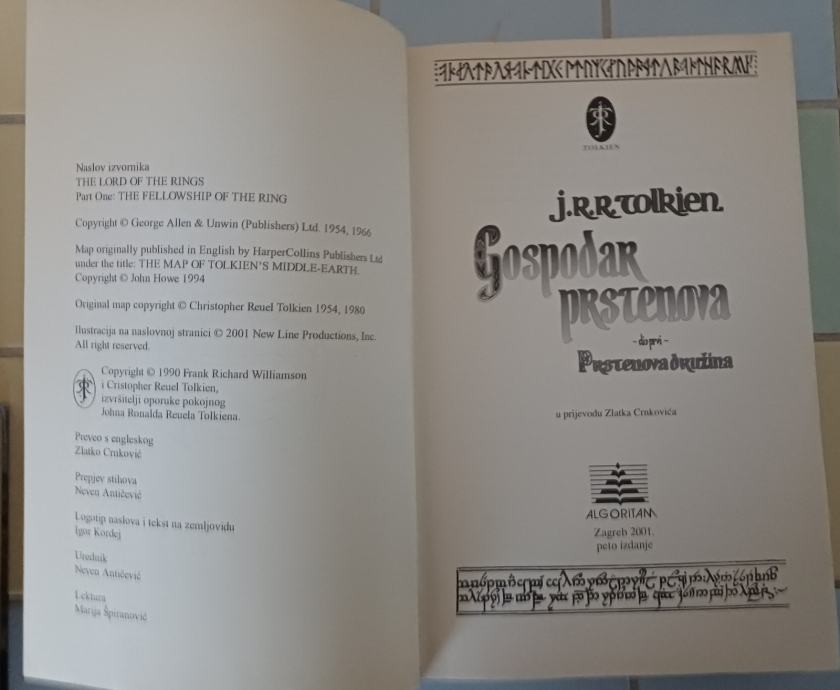 Naslov izvornika
THE LORD OF THE RINGS
Part One: THE FELLOWSHIP OF THE RING
Copyright © George Allen & Unwin (Publishers) Ltd. 1954, 1966
Map originally published in English by HarperCollins Publishers Ltd
under the title: THE MAP OF TOLKIEN'S MIDDLE-EARTH.
Copyright © John Howe 1994
Original map copyright © Christopher Reuel Tolkien 1954, 1980
Ilustracija na naslovnoj stranici © 2001 New Line Productions, Inc.
All right reserved.
Copyright © 1990 Frank Richard Williamson
i Cristopher Reuel Tolkien,
izvršitelji oporuke pokojnog
Johna Ronalda Reuela Tolkiena.
Preveo s engleskog
Zlatko Crnković
Prepjev stihova
Neven Antičević
Logotip naslova i tekst na zemljovidu
Igor Kordej
Urednik
Neven Antičević
Lektura
Marija Špiranović
TOLKIEN
J.R.R. Tolkien
Gospodar
prstenova
- dio prvi -
Prstenova družina
u prijevodu Zlatka Crnkovića
ALGORITAM
Zagreb 2001.
peto izdanje